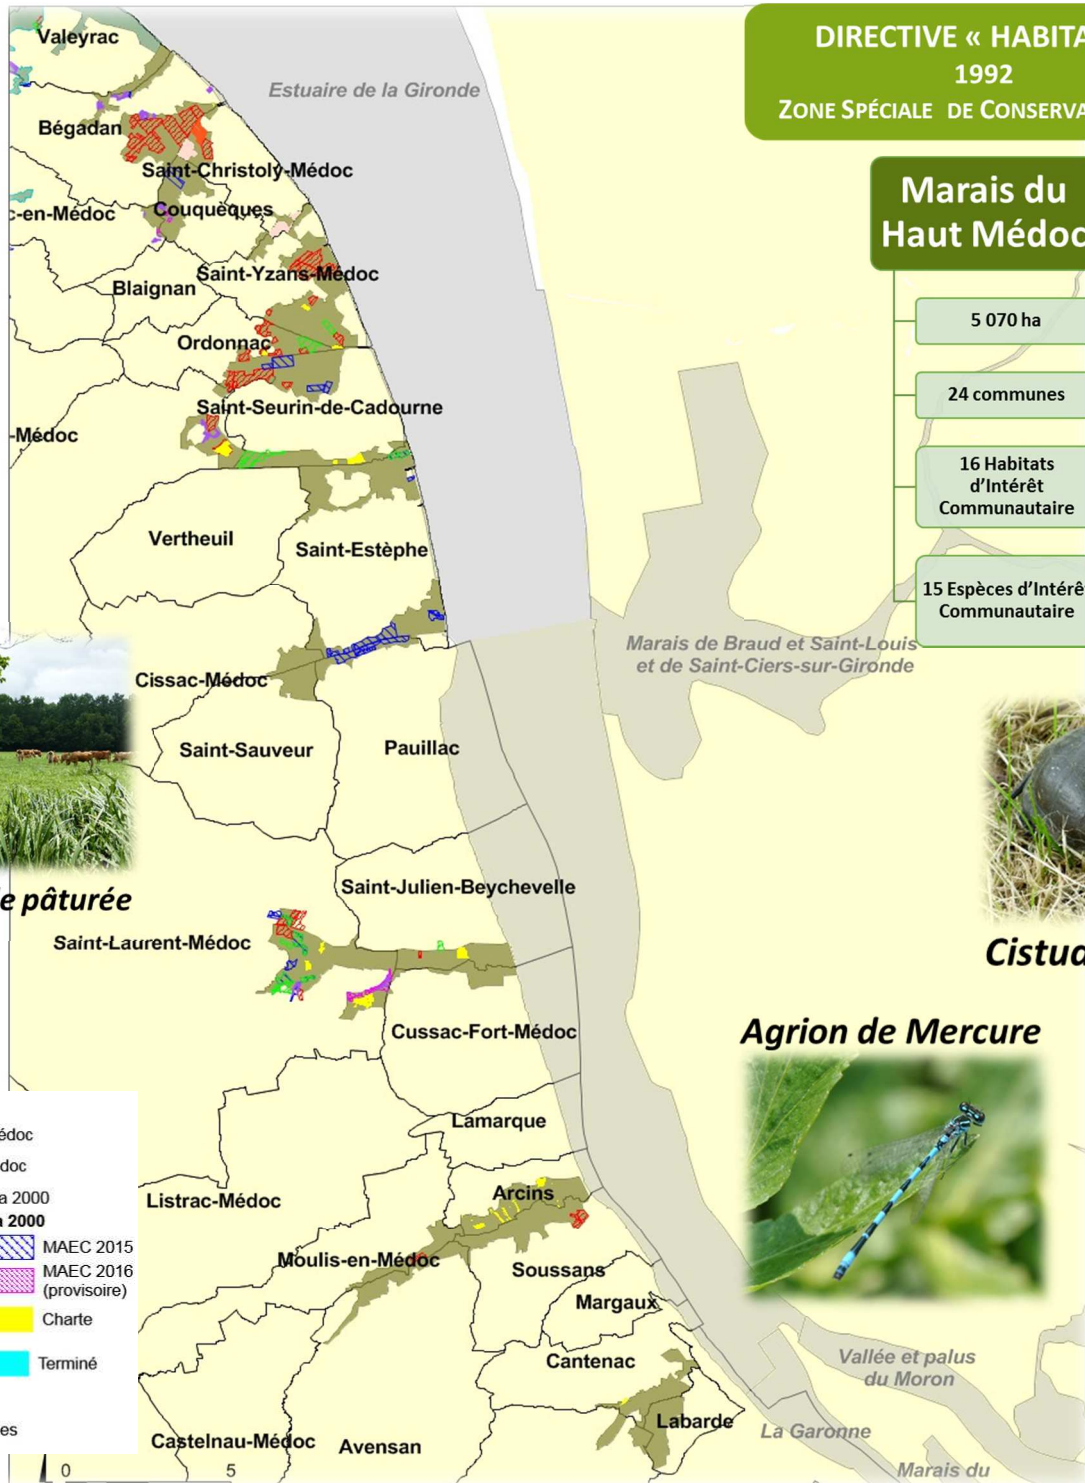 DIRECTIVE « HABITA
1992
ZONE SPÉCIALE DE CONSERVA
Marais du
Haut Médoc
5 070 ha
24 communes
16 Habitats
d'Intérêt
Communautaire
15 Espèces d'Intérêt
Communautaire
Valeyrac
Estuaire de la Gironde
Bégadan
Saint-Christoly-Médoc
Couquèques
c-en-Médoc
Saint-Yzans-Médoc
Blaignan
Ordonnac
Saint-Seurin-de-Cadourne
-Médoc
Vertheuil
Saint-Estèphe
Marais de Braud et Saint-Louis
et de Saint-Ciers-sur-Gironde
Cissac-Médoc
Saint-Sauveur
Pauillac
Saint-Julien-Beychevelle
e pâturée
Saint-Laurent-Médoc
Cistud
Cussac-Fort-Médoc
Agrion de Mercure
Lamarque
Listrac-Médoc
Arcins
Moulis-en-Médoc
Soussans
Margaux
Cantenac
Vallée et palus
du Moron
Labarde
La Garonne
Castelnau-Médoc
Avensan
Marais du
édoc
doc
a 2000
a 2000
MAEC 2015
MAEC 2016
(provisoire)
Charte
Terminé
es
0 5